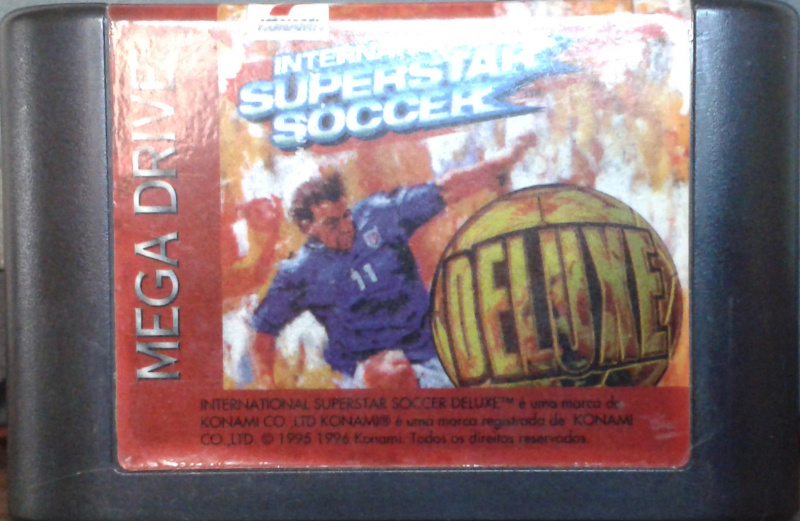 KONAMI
INTERNATIONAL
SUPERSTAR
SOCCER
MEGA DRIVE
11
DELUXE
INTERNATIONAL SUPERSTAR SOCCER DELUXE™ é uma marca de
KONAMI CO.,LTD KONAMI® é uma marca registrada de KONAMI
CO.,LTD. © 1995 1996 Konami. Todos os direitos reservados.